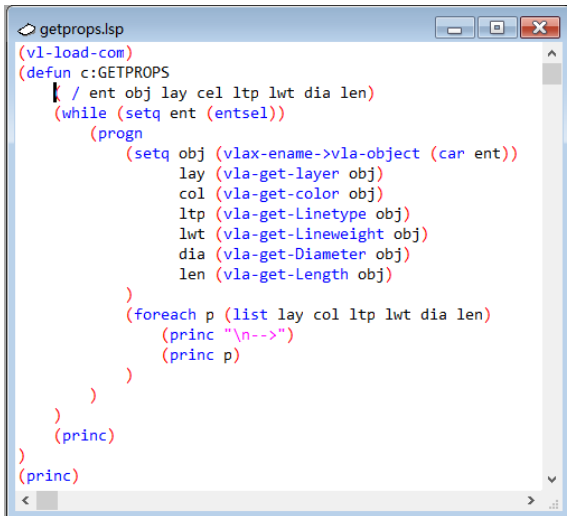 getprops.lsp
(vl-load-com)
(defun c:GETPROPS
    ( / ent obj lay cel ltp lwt dia len)
    (while (setq ent (entsel))
        (progn
            (setq obj (vlax-ename->vla-object (car ent))
                  lay (vla-get-layer obj)
                  col (vla-get-color obj)
                  ltp (vla-get-Linetype obj)
                  lwt (vla-get-Lineweight obj)
                  dia (vla-get-Diameter obj)
                  len (vla-get-Length obj)
            )
            (foreach p (list lay col ltp lwt dia len)
                (princ "\n-->")
                (princ p)
            )
        )
    )
    (princ)
)
(princ)